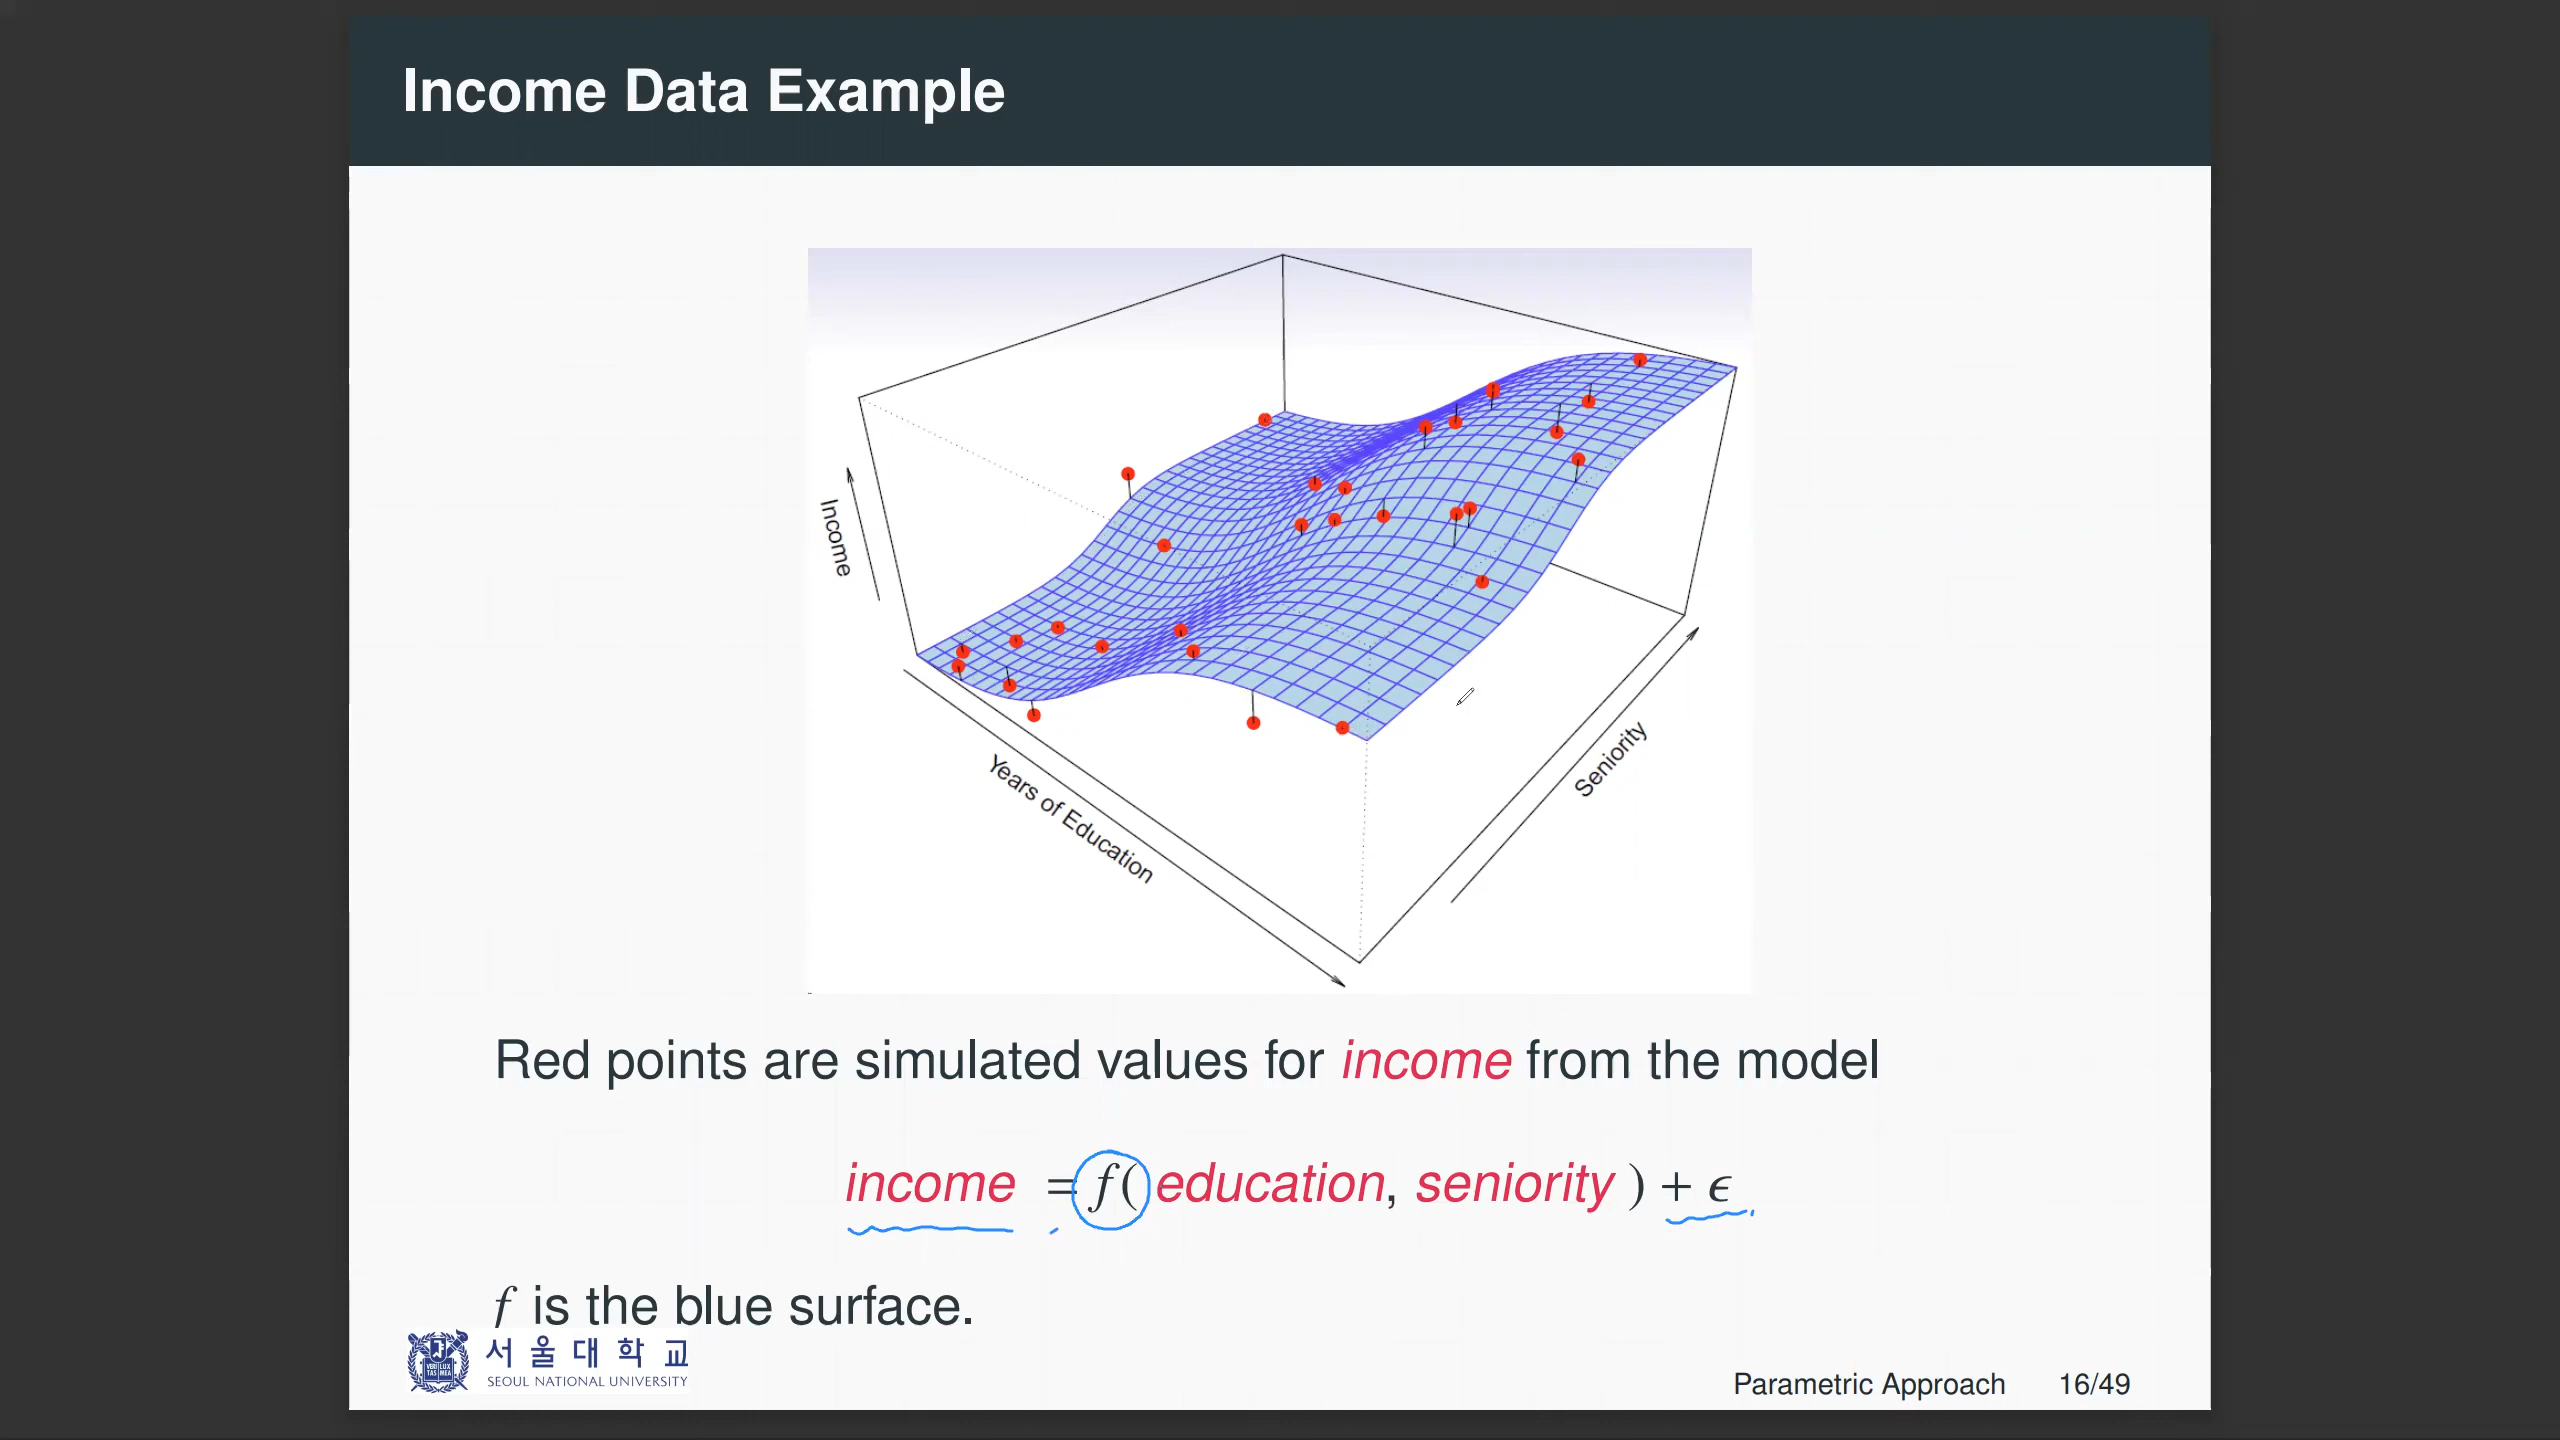 Income Data Example
Income
Years of Education
Seniority
Red points are simulated values for income from the model
income = f( education, seniority ) + ϵ
f is the blue surface.
서울대학교
SEOUL NATIONAL UNIVERSITY
Parametric Approach 16/49